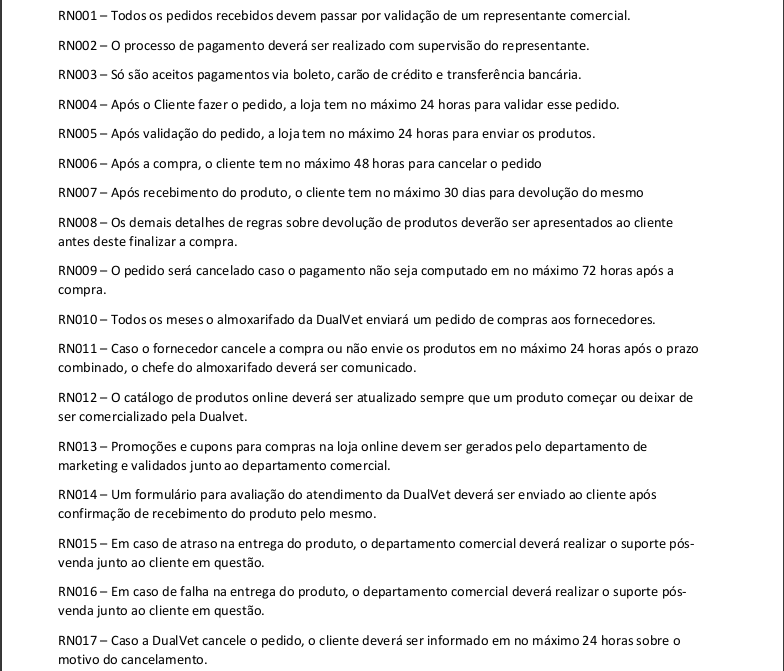 RN001 – Todos os pedidos recebidos devem passar por validação de um representante comercial.
RN002 – O processo de pagamento deverá ser realizado com supervisão do representante.
RN003 – Só são aceitos pagamentos via boleto, carão de crédito e transferência bancária.
RN004 – Após o Cliente fazer o pedido, a loja tem no máximo 24 horas para validar esse pedido.
RN005 – Após validação do pedido, a loja tem no máximo 24 horas para enviar os produtos.
RN006 – Após a compra, o cliente tem no máximo 48 horas para cancelar o pedido
RN007 – Após recebimento do produto, o cliente tem no máximo 30 dias para devolução do mesmo
RN008 – Os demais detalhes de regras sobre devolução de produtos deverão ser apresentados ao cliente
antes deste finalizar a compra.
RN009 – O pedido será cancelado caso o pagamento não seja computado em no máximo 72 horas após a
compra.
RN010 – Todos os meses o almoxarifado da DualVet enviará um pedido de compras aos fornecedores.
RN011 – Caso o fornecedor cancele a compra ou não envie os produtos em no máximo 24 horas após o prazo
combinado, o chefe do almoxarifado deverá ser comunicado.
RN012 – O catálogo de produtos online deverá ser atualizado sempre que um produto começar ou deixar de
ser comercializado pela Dualvet.
RN013 – Promoções e cupons para compras na loja online devem ser gerados pelo departamento de
marketing e validados junto ao departamento comercial.
RN014 – Um formulário para avaliação do atendimento da DualVet deverá ser enviado ao cliente após
confirmação de recebimento do produto pelo mesmo.
RN015 – Em caso de atraso na entrega do produto, o departamento comercial deverá realizar o suporte pós-
venda junto ao cliente em questão.
RN016 – Em caso de falha na entrega do produto, o departamento comercial deverá realizar o suporte pós-
venda junto ao cliente em questão.
RN017 – Caso a DualVet cancele o pedido, o cliente deverá ser informado em no máximo 24 horas sobre o
motivo do cancelamento.